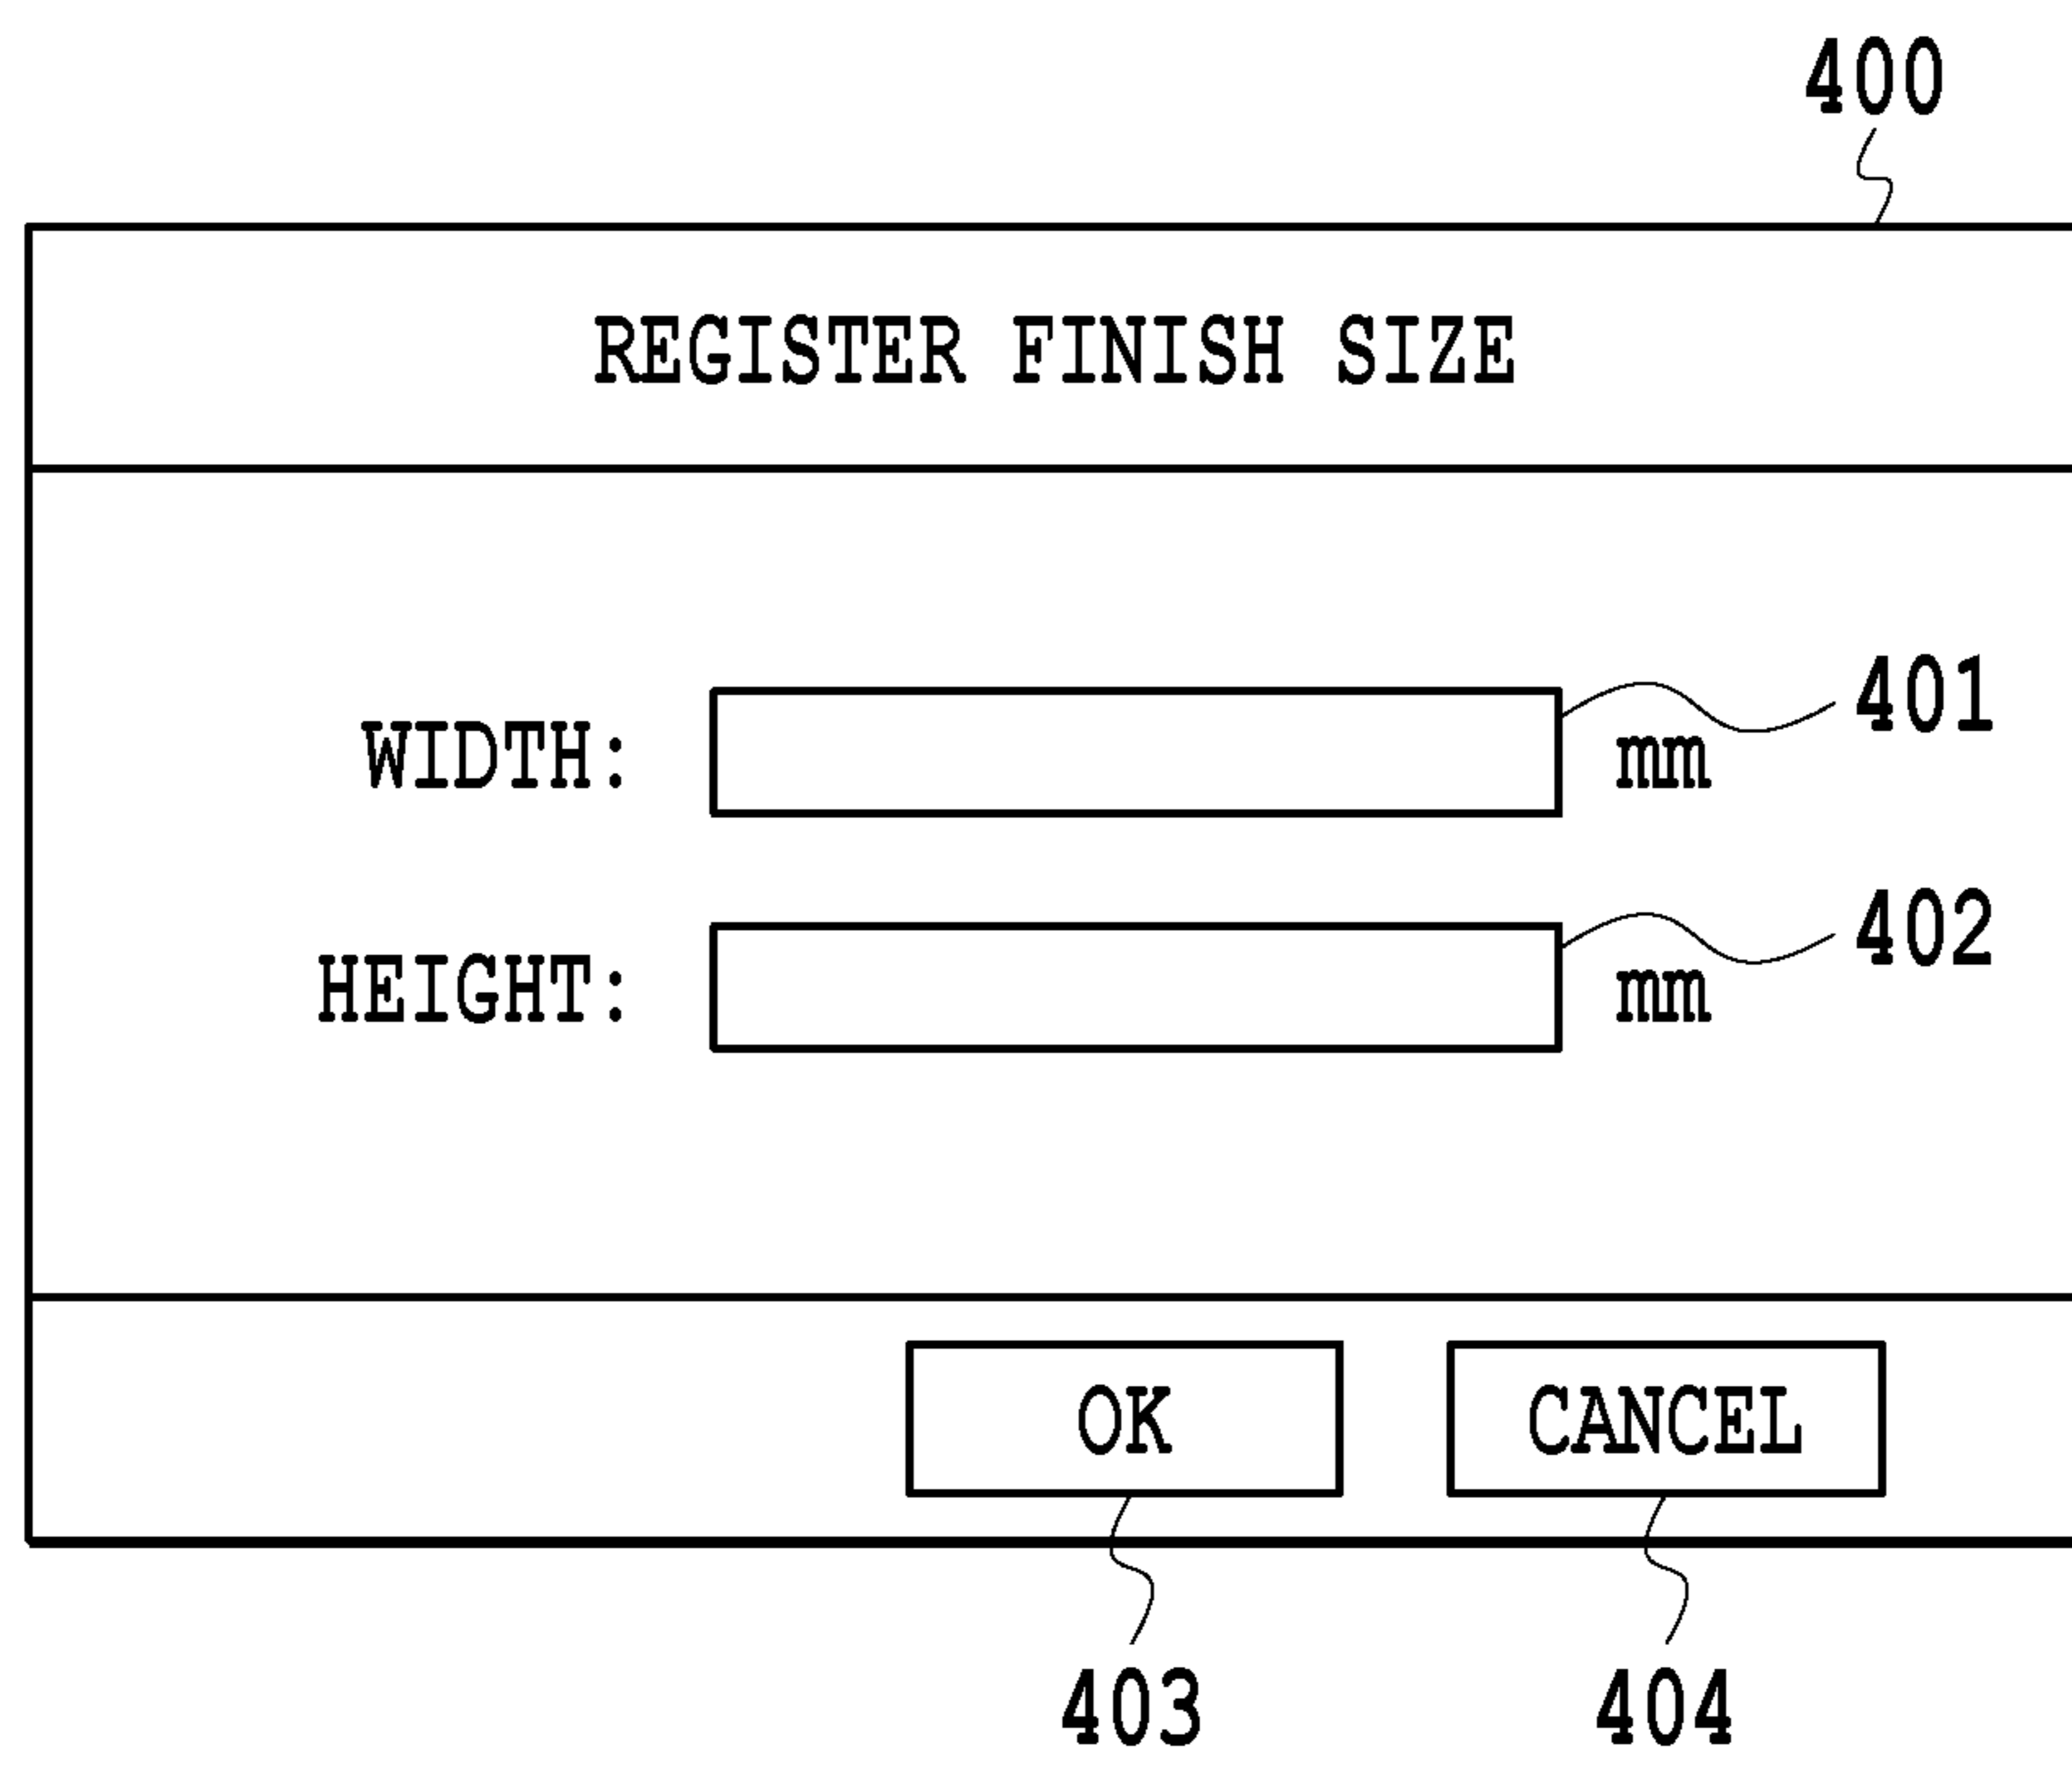 400
REGISTER FINISH SIZE
WIDTH: mm 401
HEIGHT: mm 402
OK CANCEL
403 404